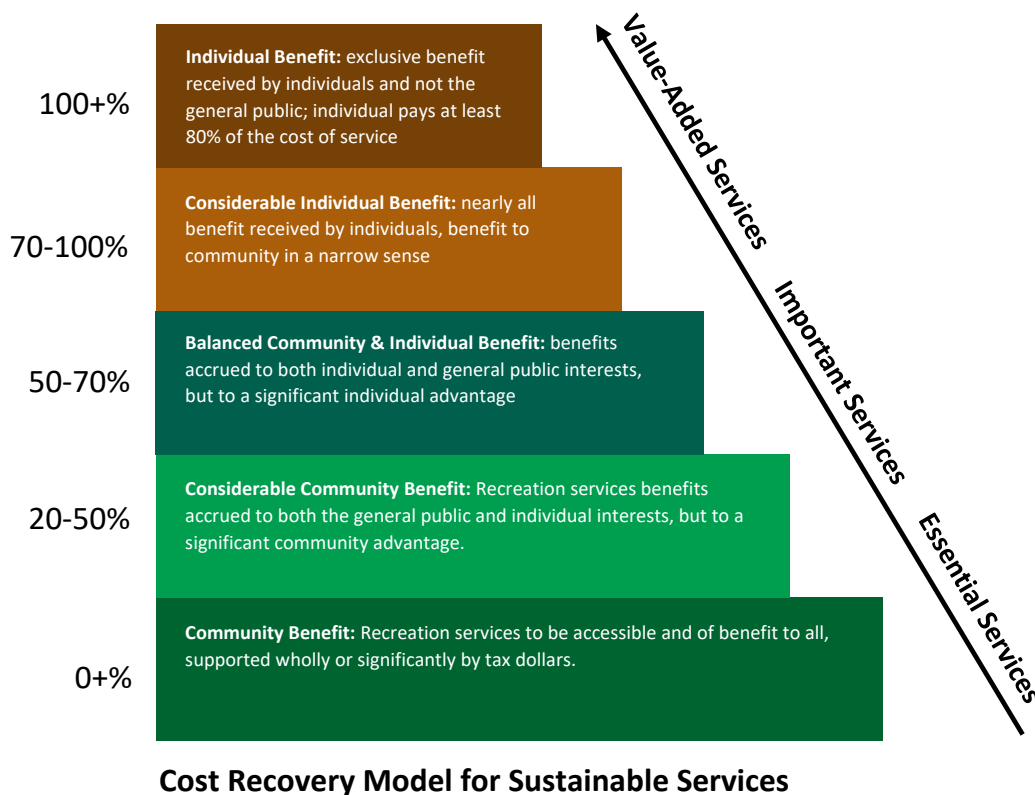 100+%
Individual Benefit: exclusive benefit
received by individuals and not the
general public; individual pays at least
80% of the cost of service
70-100%
Considerable Individual Benefit: nearly all
benefit received by individuals, benefit to
community in a narrow sense
50-70%
Balanced Community & Individual Benefit: benefits
accrued to both individual and general public interests,
but to a significant individual advantage
20-50%
Considerable Community Benefit: Recreation services benefits
accrued to both the general public and individual interests, but to a
significant community advantage.
0+%
Community Benefit: Recreation services to be accessible and of benefit to all,
supported wholly or significantly by tax dollars.
Value-Added Services
Important Services
Essential Services
Cost Recovery Model for Sustainable Services